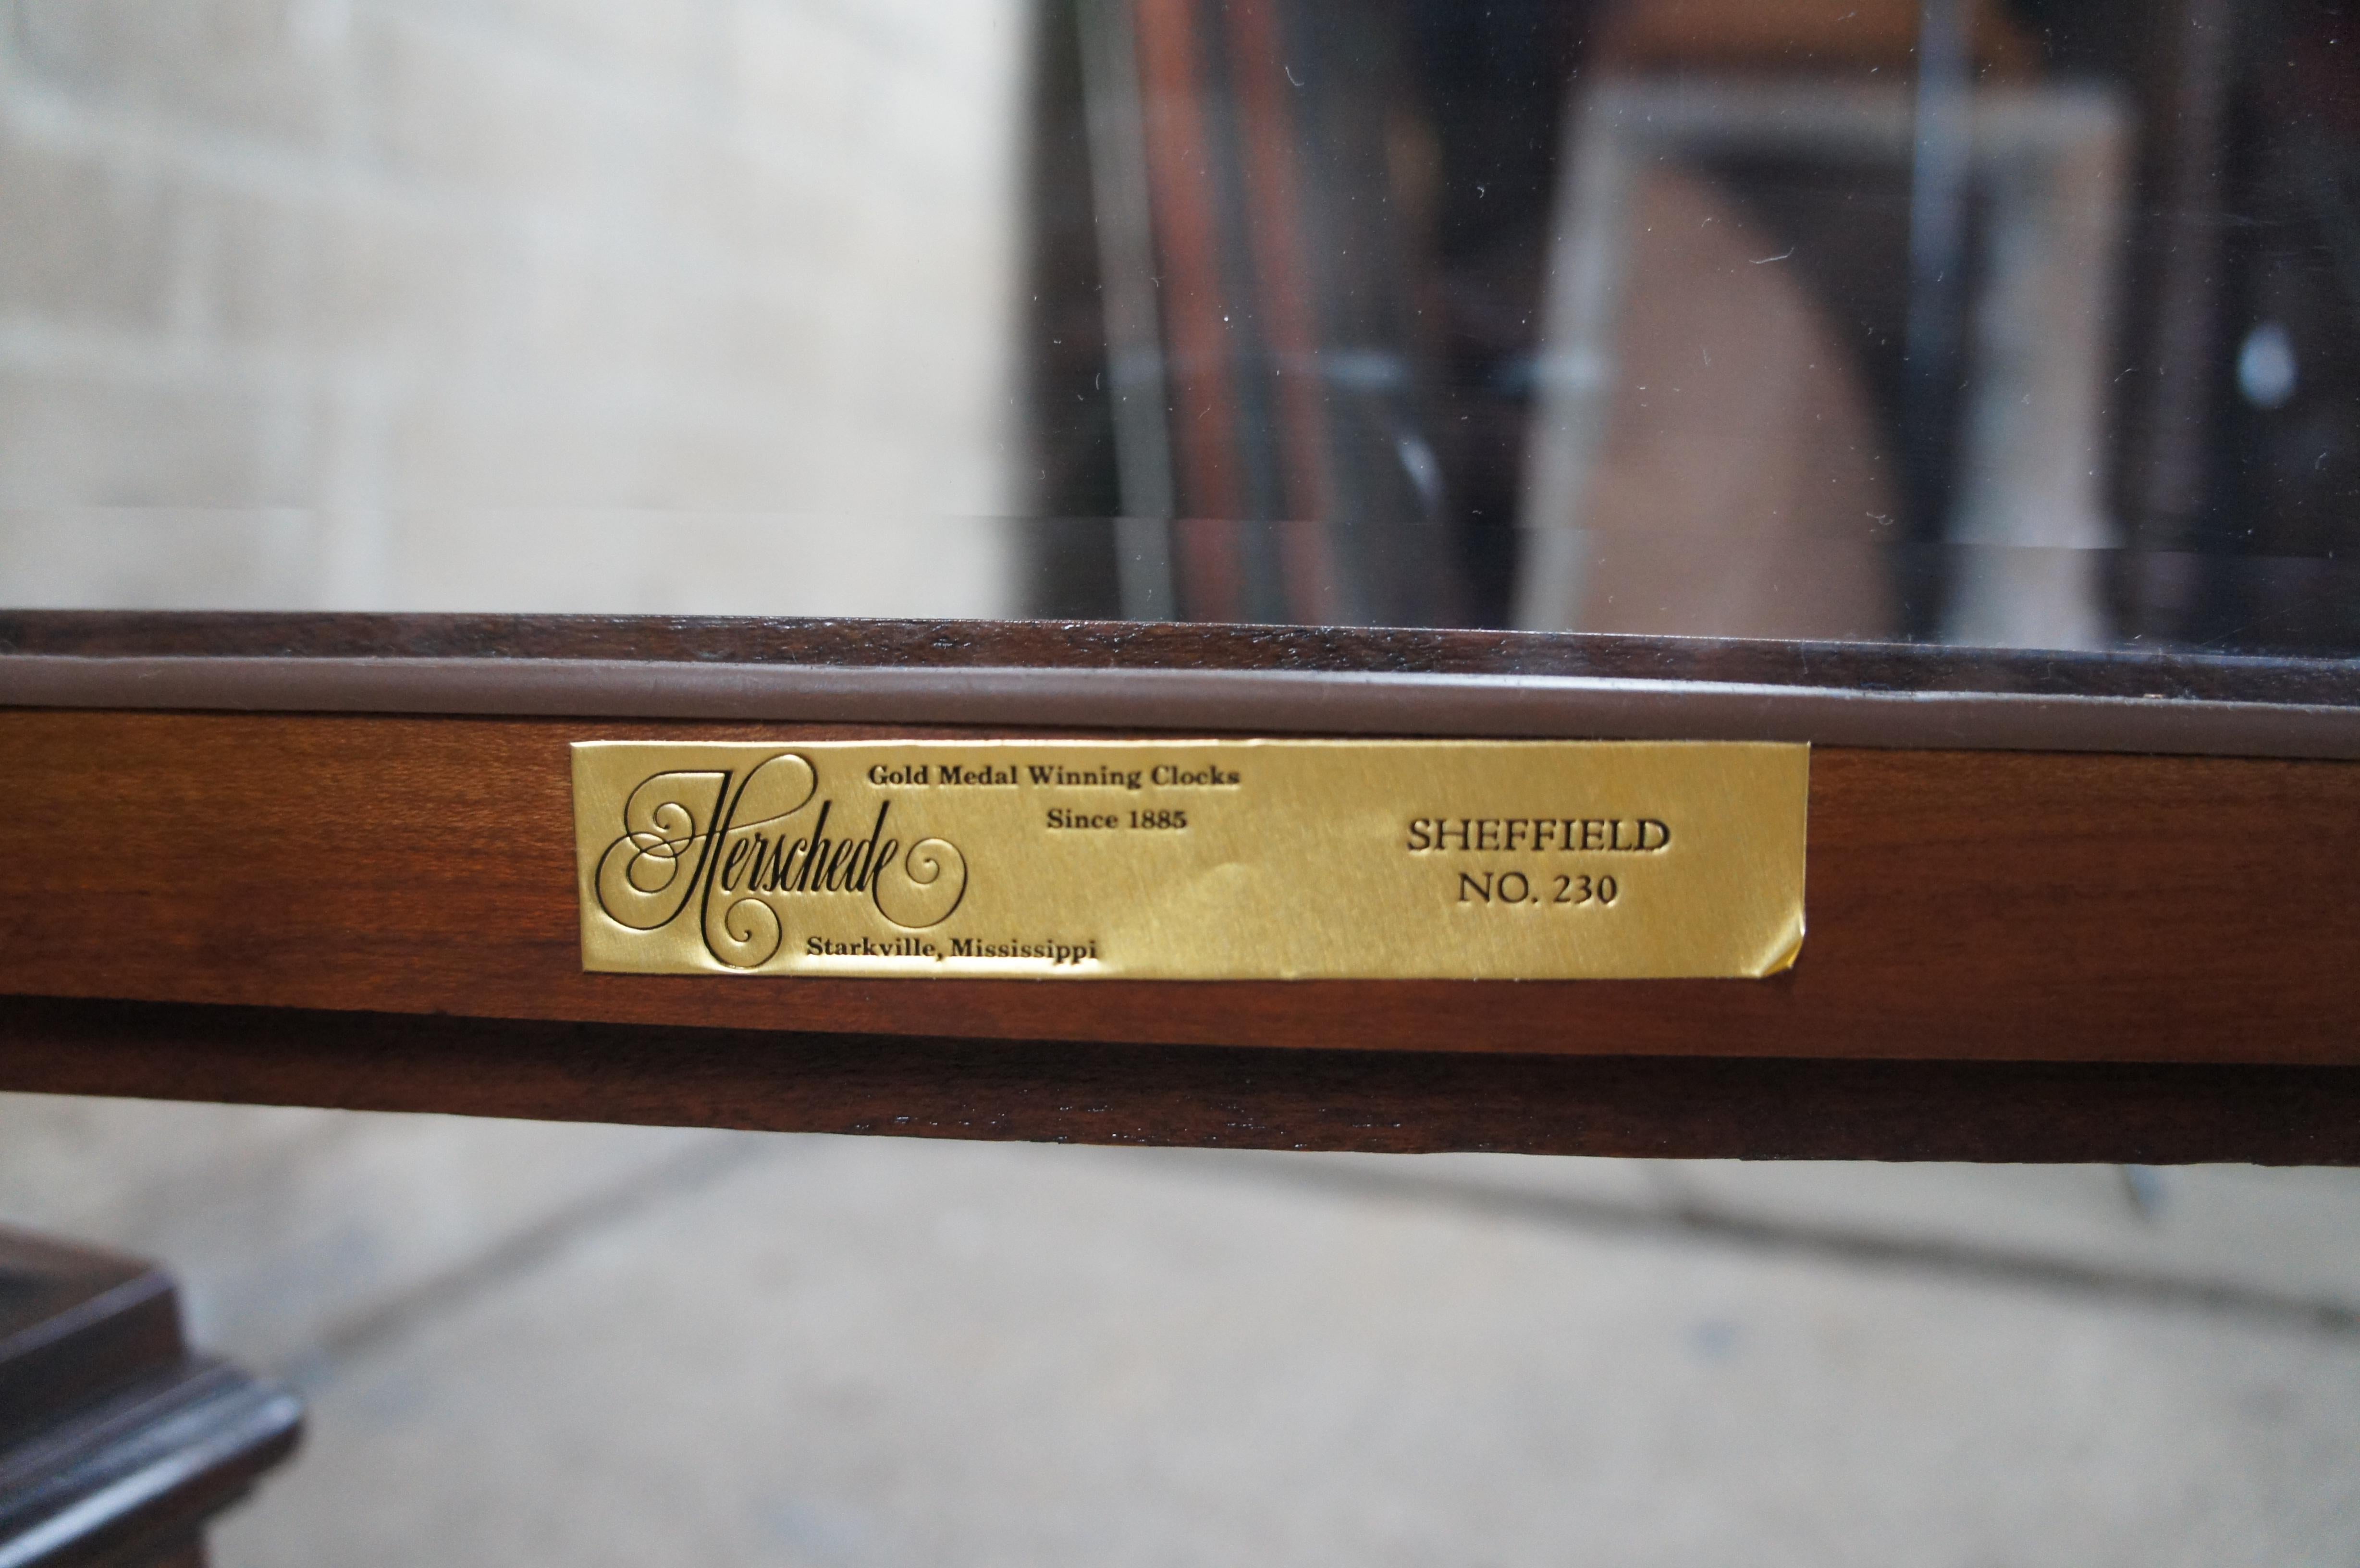 Gold Medal Winning Clocks
Since 1885
Herschede
Starkville, Mississippi
SHEFFIELD
NO. 230